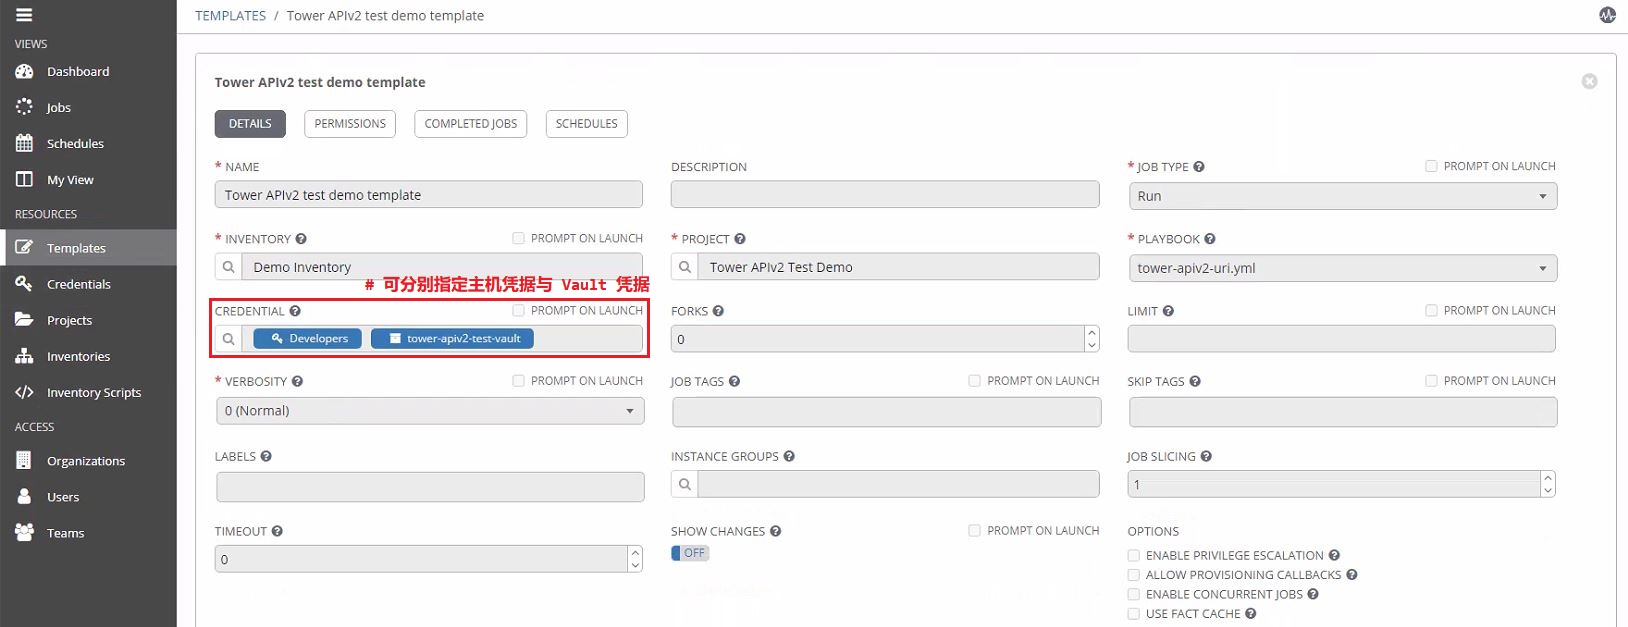 TEMPLATES / Tower APIv2 test demo template
VIEWS
Dashboard
Jobs
Schedules
My View
RESOURCES
Templates
Credentials
Projects
Inventories
Inventory Scripts
ACCESS
Organizations
Users
Teams
Tower APIv2 test demo template
DETAILS PERMISSIONS COMPLETED JOBS SCHEDULES
* NAME DESCRIPTION * JOB TYPE PROMPT ON LAUNCH
Tower APIv2 test demo template Run
* INVENTORY PROMPT ON LAUNCH * PROJECT * PLAYBOOK
Demo Inventory Tower APIv2 Test Demo tower-apiv2-uri.yml
# 可分别指定主机凭据与 Vault 凭据
CREDENTIAL PROMPT ON LAUNCH FORKS LIMIT PROMPT ON LAUNCH
Developers tower-apiv2-test-vault 0
* VERBOSITY PROMPT ON LAUNCH JOB TAGS PROMPT ON LAUNCH SKIP TAGS PROMPT ON LAUNCH
0 (Normal)
LABELS INSTANCE GROUPS JOB SLICING
1
TIMEOUT SHOW CHANGES PROMPT ON LAUNCH OPTIONS
0 OFF
ENABLE PRIVILEGE ESCALATION
ALLOW PROVISIONING CALLBACKS
ENABLE CONCURRENT JOBS
USE FACT CACHE